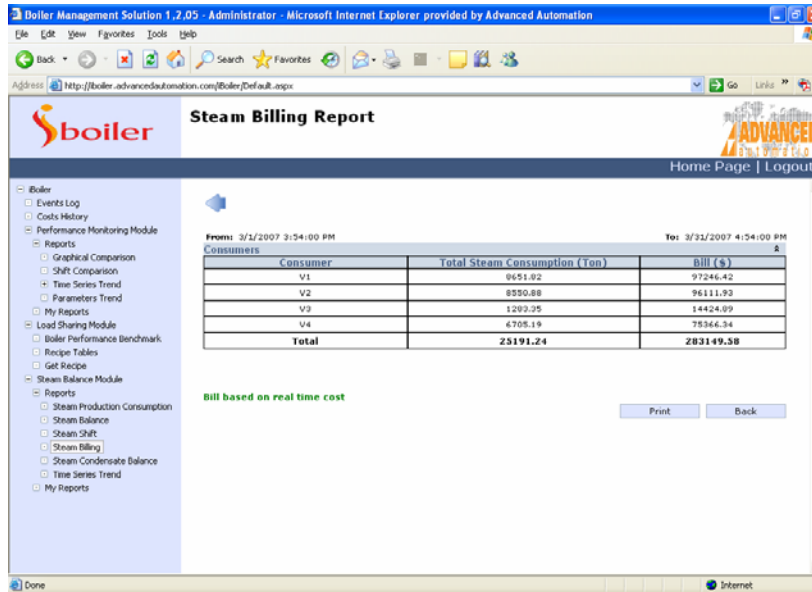 Boiler Management Solution 1,2,05 - Administrator - Microsoft Internet Explorer provided by Advanced Automation
File Edit View Favorites Tools Help
Back Search Favorites
Address http://iboiler.advancedautomation.com/iBoiler/Default.aspx Go Links
iboiler
Steam Billing Report
ADVANCED
Automation
Home Page | Logout
iBoiler
Events Log
Costs History
Performance Monitoring Module
Reports
Graphical Comparison
Shift Comparison
Time Series Trend
Parameters Trend
My Reports
Load Sharing Module
Boiler Performance Benchmark
Recipe Tables
Get Recipe
Steam Balance Module
Reports
Steam Production Consumption
Steam Balance
Steam Shift
Steam Billing
Steam Condensate Balance
Time Series Trend
My Reports
From: 3/1/2007 3:54:00 PM To: 3/31/2007 4:54:00 PM
Consumers
Consumer Total Steam Consumption (Ton) Bill ($)
V1 8651.82 97246.42
V2 8550.88 96111.93
V3 1283.35 14424.89
V4 6705.19 75366.34
Total 25191.24 283149.58
Bill based on real time cost
Print Back
Done Internet